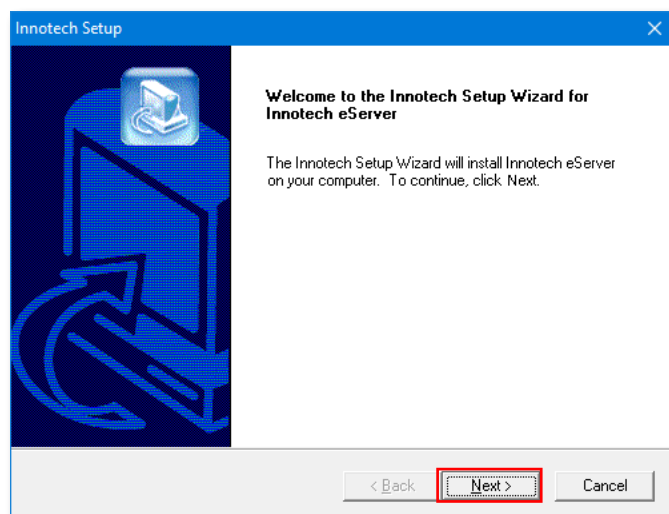 Innotech Setup
Welcome to the Innotech Setup Wizard for
Innotech eServer
The Innotech Setup Wizard will install Innotech eServer
on your computer. To continue, click Next.
< Back
Next >
Cancel